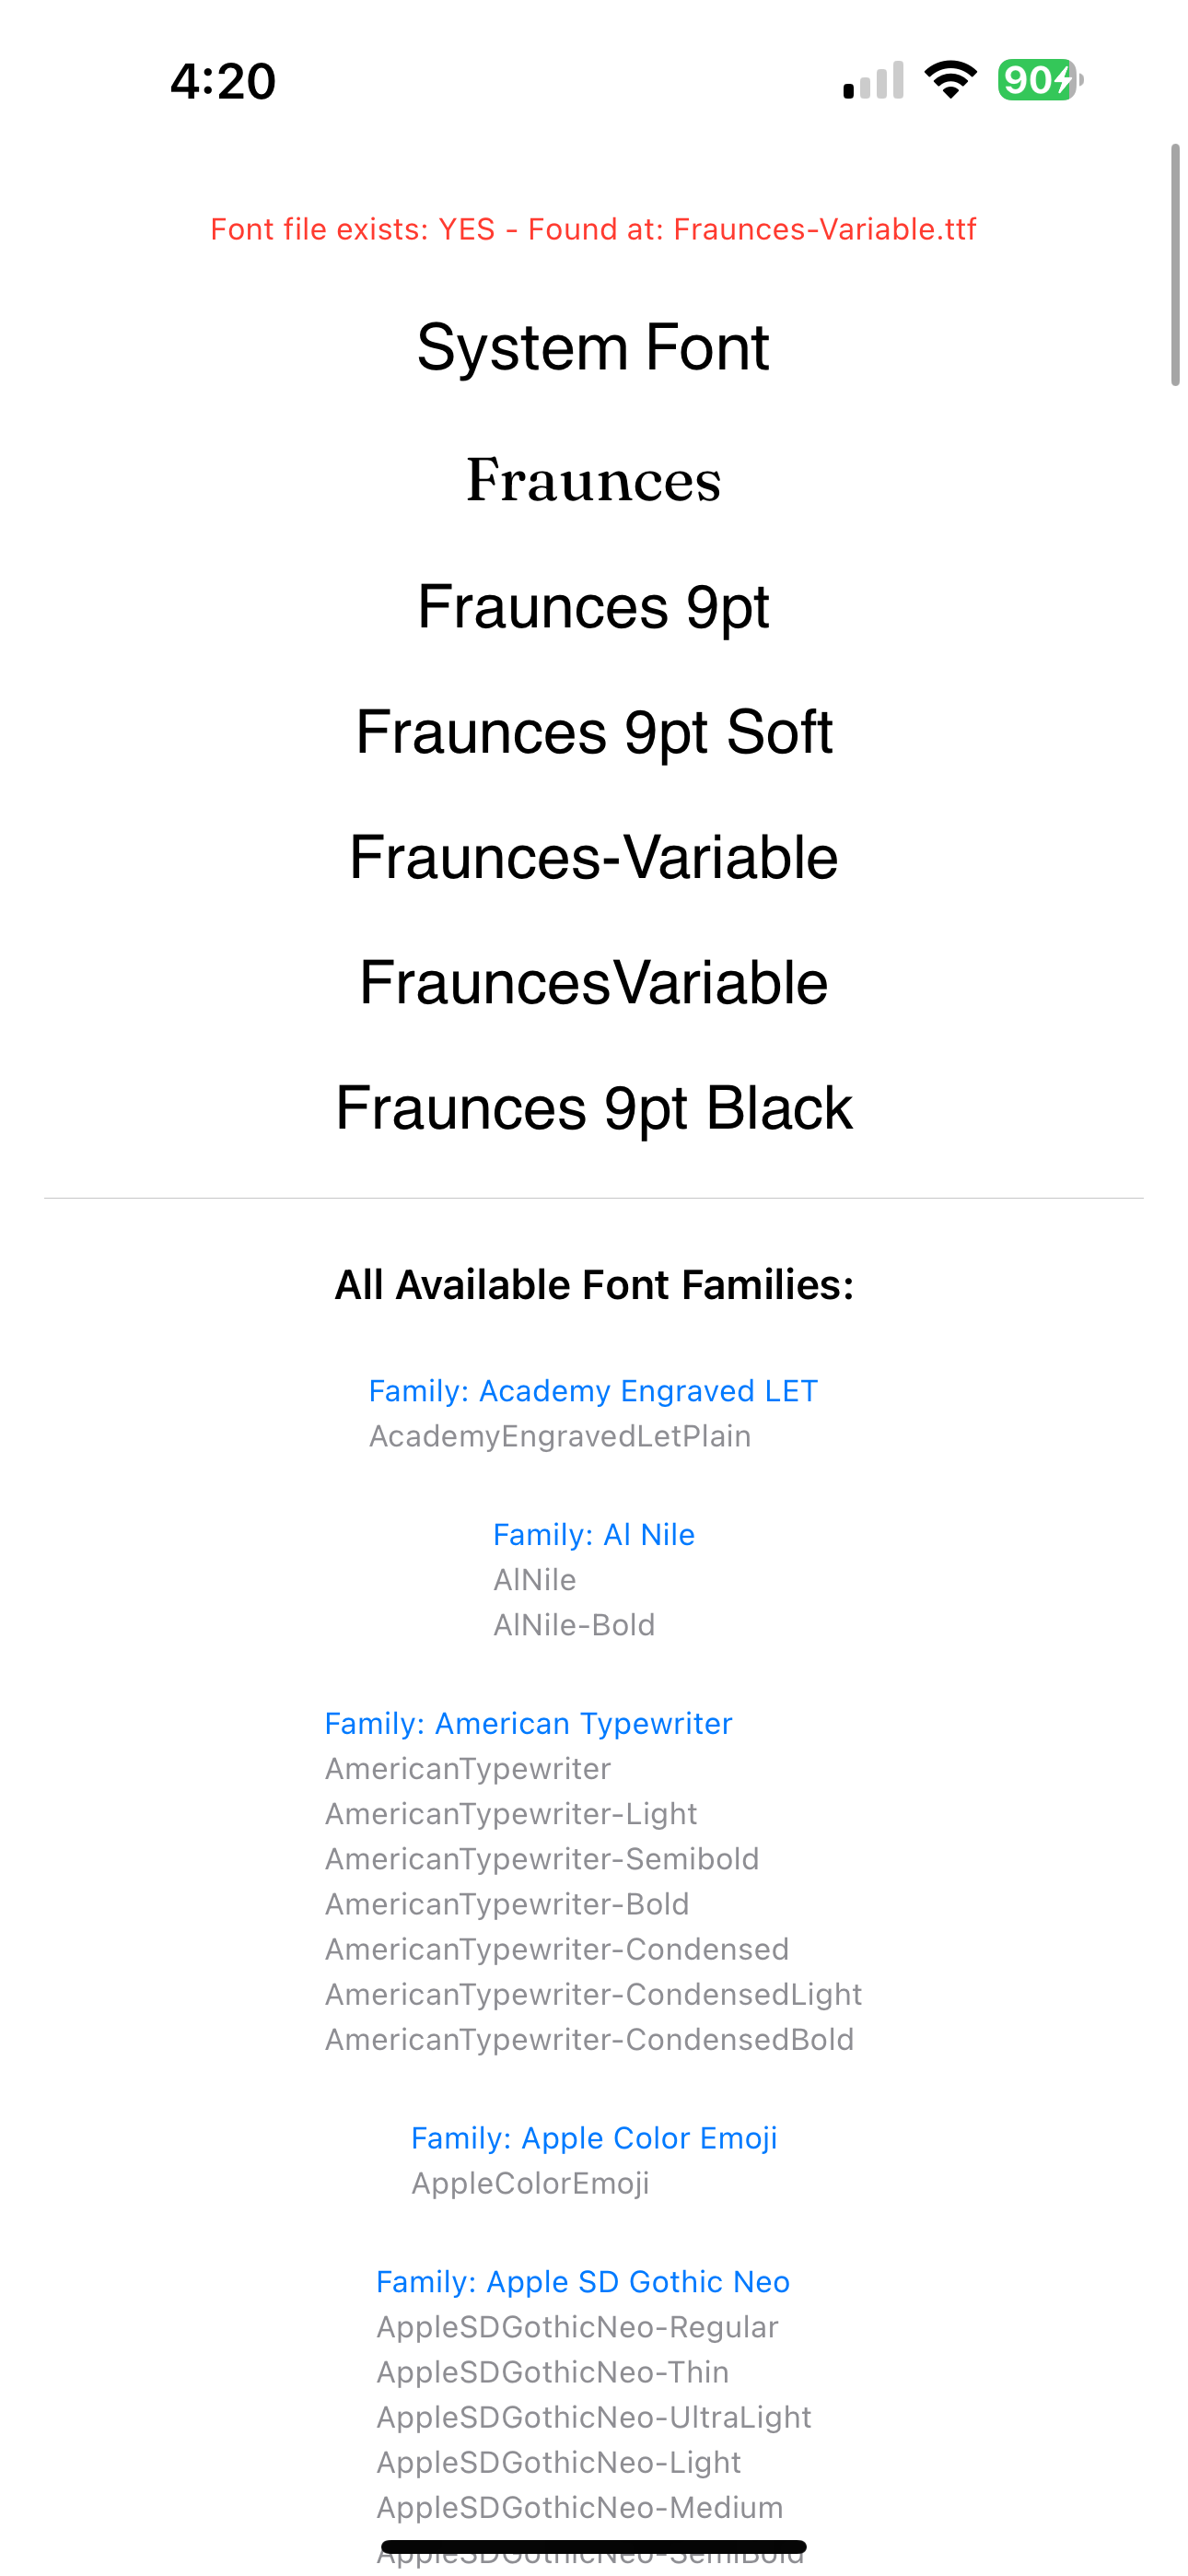 4:20
90
Font file exists: YES - Found at: Fraunces-Variable.ttf
System Font
Fraunces
Fraunces 9pt
Fraunces 9pt Soft
Fraunces-Variable
FrauncesVariable
Fraunces 9pt Black
All Available Font Families:
Family: Academy Engraved LET
AcademyEngravedLetPlain
Family: Al Nile
AlNile
AlNile-Bold
Family: American Typewriter
AmericanTypewriter
AmericanTypewriter-Light
AmericanTypewriter-Semibold
AmericanTypewriter-Bold
AmericanTypewriter-Condensed
AmericanTypewriter-CondensedLight
AmericanTypewriter-CondensedBold
Family: Apple Color Emoji
AppleColorEmoji
Family: Apple SD Gothic Neo
AppleSDGothicNeo-Regular
AppleSDGothicNeo-Thin
AppleSDGothicNeo-UltraLight
AppleSDGothicNeo-Light
AppleSDGothicNeo-Medium
AppleSDGothicNeo-SemiBold